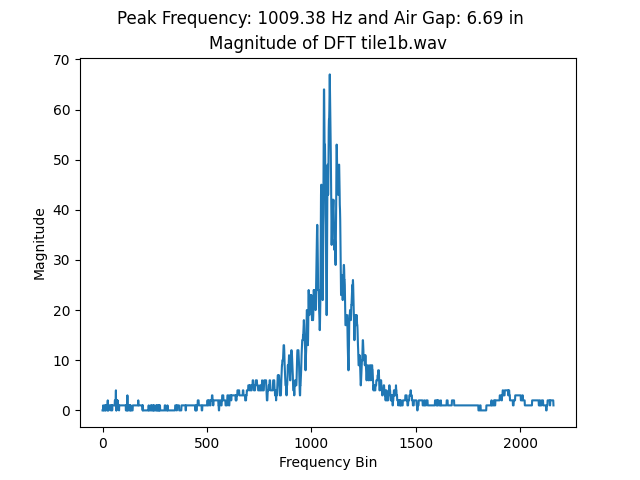 Peak Frequency: 1009.38 Hz and Air Gap: 6.69 in
Magnitude of DFT tile1b.wav
70
60
50
40
30
20
10
0
Magnitude
0 500 1000 1500 2000
Frequency Bin